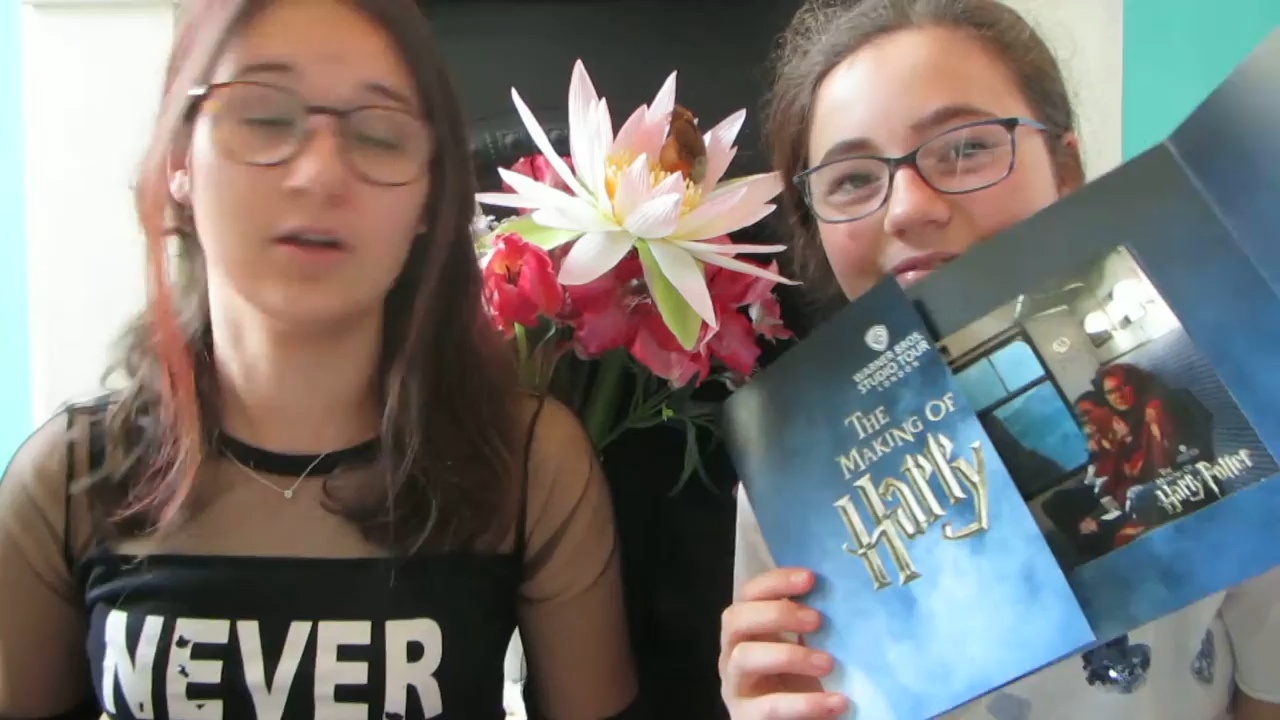 NEVER
WARNER BROS.
STUDIO TOUR
LONDON
THE
MAKING OF
Harry
Harry Potter